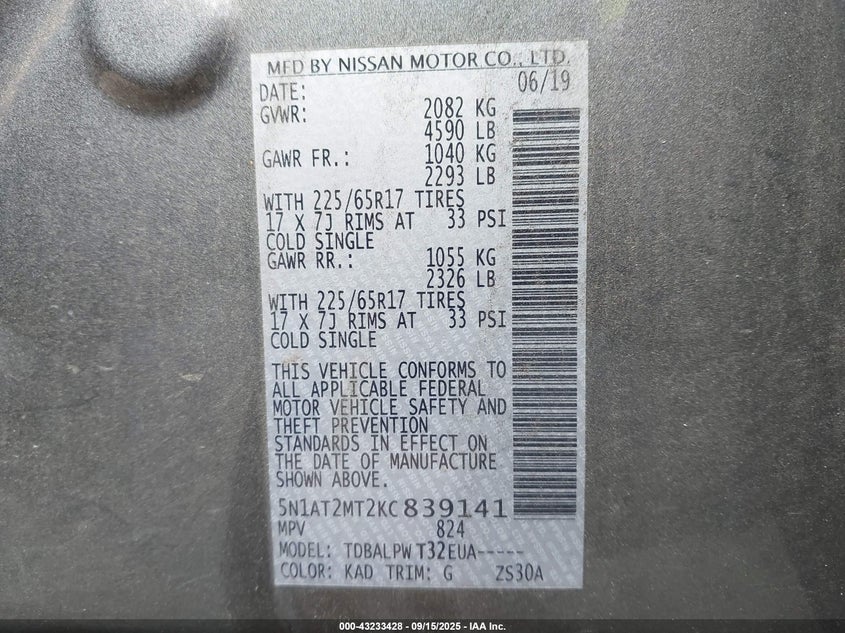 MFD BY NISSAN MOTOR CO., LTD.
DATE: 06/19
GVWR: 2082 KG
4590 LB
GAWR FR.: 1040 KG
2293 LB
WITH 225/65R17 TIRES
17 X 7J RIMS AT 33 PSI
COLD SINGLE
GAWR RR.: 1055 KG
2326 LB
WITH 225/65R17 TIRES
17 X 7J RIMS AT 33 PSI
COLD SINGLE
THIS VEHICLE CONFORMS TO
ALL APPLICABLE FEDERAL
MOTOR VEHICLE SAFETY AND
THEFT PREVENTION
STANDARDS IN EFFECT ON
THE DATE OF MANUFACTURE
SHOWN ABOVE.
5N1AT2MT2KC839141
MPV 824
MODEL: TDBALPW T32EUA-----
COLOR: KAD TRIM: G ZS30A
000-43233428 - 09/15/2025 - IAA Inc.